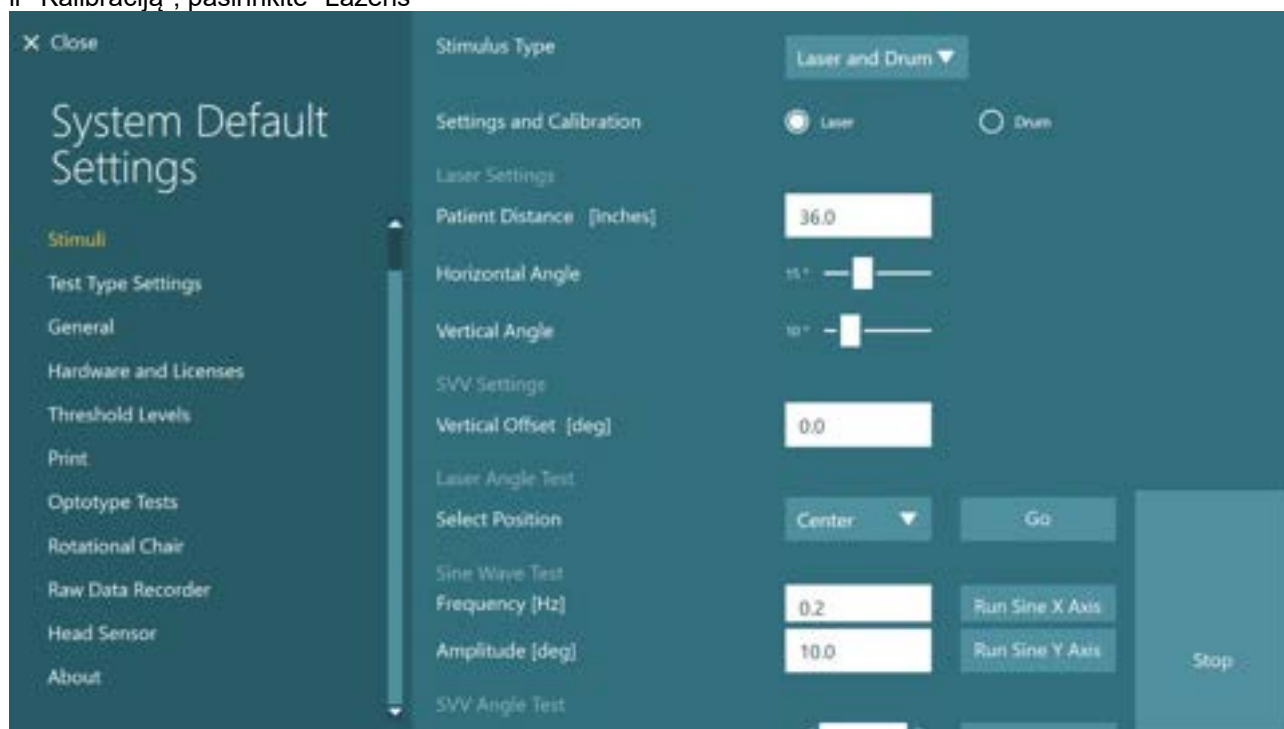 ir "Kalibraciją", pasirinkite "Lazeris"
Close
System Default
Settings
Stimuli
Test Type Settings
General
Hardware and Licenses
Threshold Levels
Print
Optotype Tests
Rotational Chair
Raw Data Recorder
Head Sensor
About
Stimulus Type
Laser and Drum
Settings and Calibration
Laser
Drum
Laser Settings
Patient Distance [inches]
36.0
Horizontal Angle
15 °
Vertical Angle
10 °
SVV Settings
Vertical Offset [deg]
0.0
Laser Angle Test
Select Position
Center
Go
Sine Wave Test
Frequency [Hz]
0.2
Run Sine X Axis
Amplitude [deg]
10.0
Run Sine Y Axis
Stop
SVV Angle Test